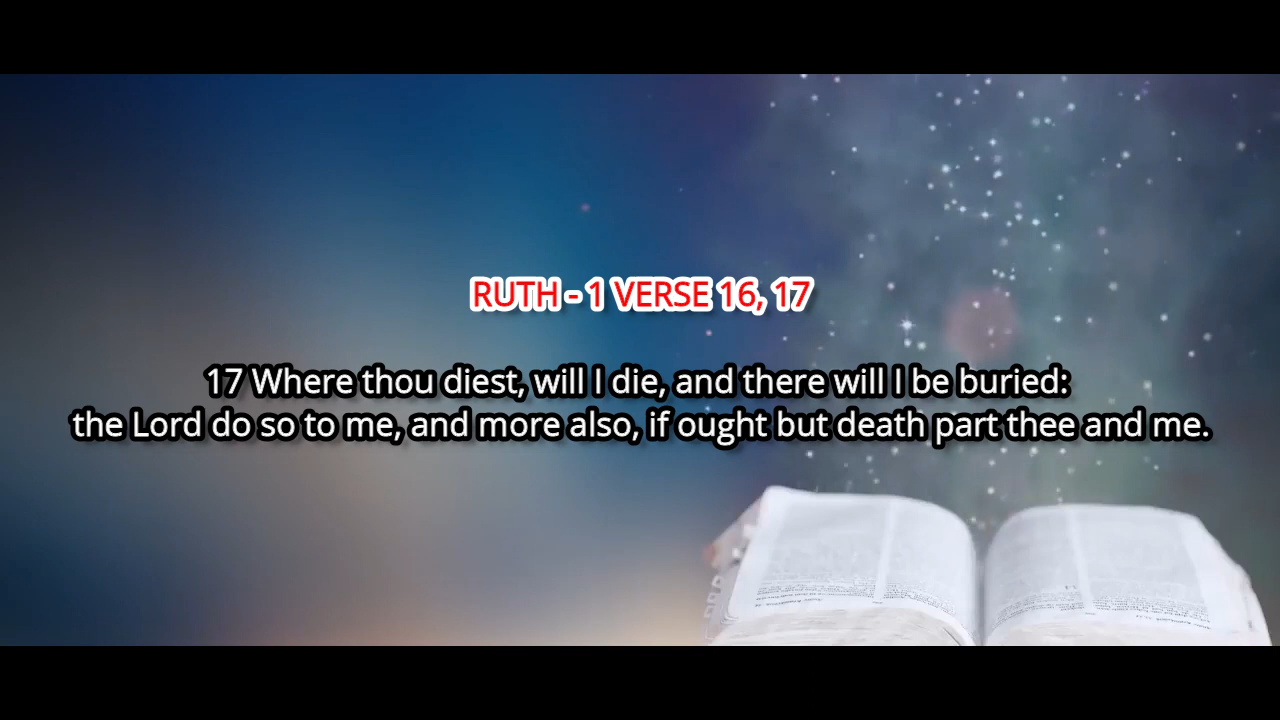 RUTH - 1 VERSE 16, 17
17 Where thou diest, will I die, and there will I be buried:
the Lord do so to me, and more also, if ought but death part thee and me.